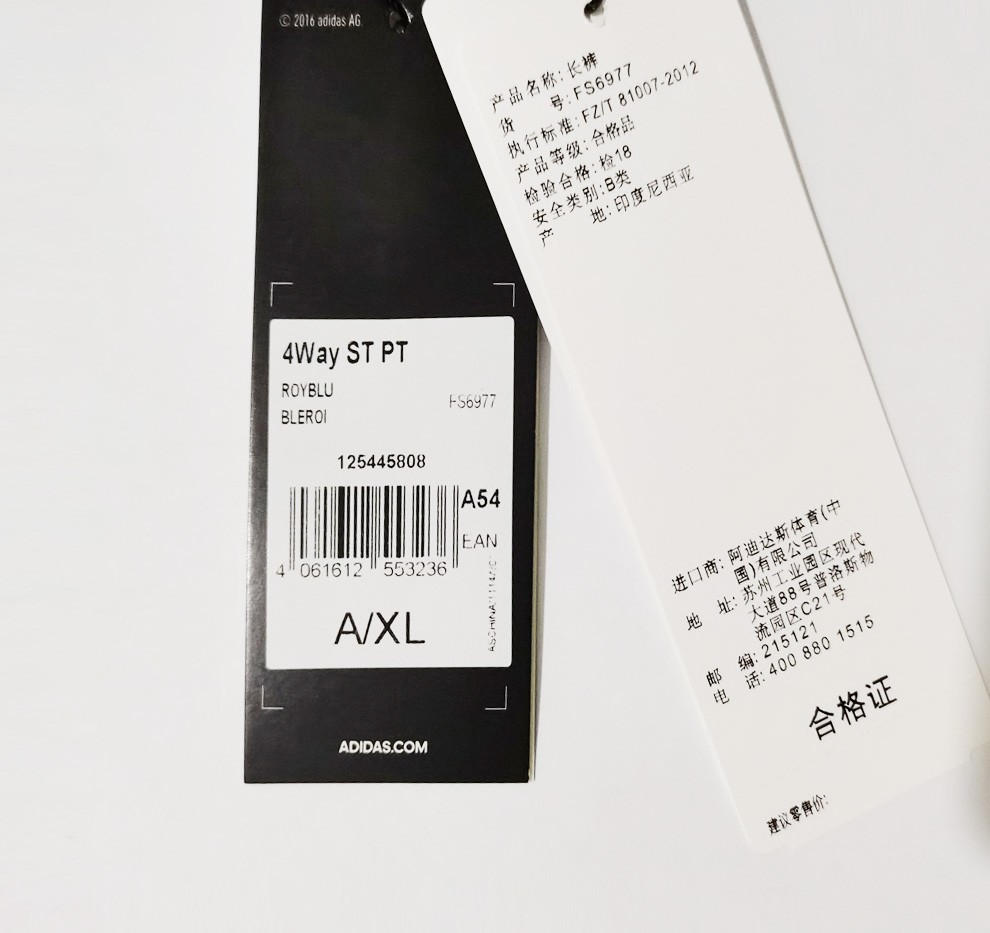 © 2016 adidas AG
4Way ST PT
ROYBLU
BLEROI
FS6977
125445808
A54
EAN
4 061612 553236
A/XL
ADIDAS.COM
产品名称: 长裤
货 号: FS6977
执行标准: FZ/T 81007-2012
产品等级: 合格品
检验合格: 检18
安全类别: B类
产 地: 印度尼西亚
进口商: 阿迪达斯体育(中
国)有限公司
地 址: 苏州工业园区现代
大道88号普洛斯物
流园区C21号
邮 编: 215121
电 话: 400 880 1515
合格证
建议零售价: